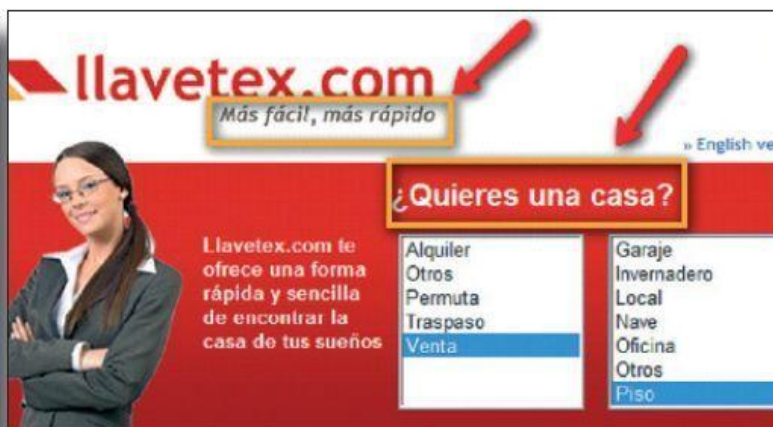 llavetex.com
Más fácil, más rápido
» English ve
¿Quieres una casa?
Llavetex.com te
ofrece una forma
rápida y sencilla
de encontrar la
casa de tus sueños
Alquiler
Otros
Permuta
Traspaso
Venta
Garaje
Invernadero
Local
Nave
Oficina
Otros
Piso